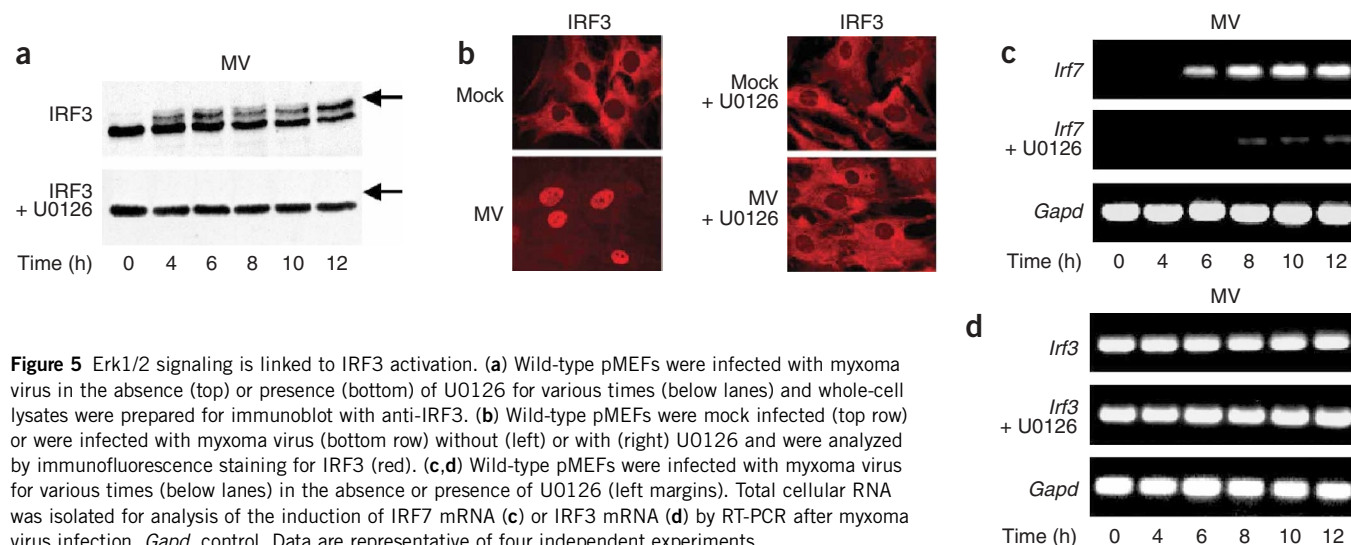 a
MV
IRF3
IRF3
+ U0126
Time (h) 0 4 6 8 10 12
b
IRF3
Mock
MV
IRF3
Mock
+ U0126
MV
+ U0126
c
MV
Irf7
Irf7
+ U0126
Gapd
Time (h) 0 4 6 8 10 12
d
MV
Irf3
Irf3
+ U0126
Gapd
Time (h) 0 4 6 8 10 12
Figure 5 Erk1/2 signaling is linked to IRF3 activation. (a) Wild-type pMEFs were infected with myxoma
virus in the absence (top) or presence (bottom) of U0126 for various times (below lanes) and whole-cell
lysates were prepared for immunoblot with anti-IRF3. (b) Wild-type pMEFs were mock infected (top row)
or were infected with myxoma virus (bottom row) without (left) or with (right) U0126 and were analyzed
by immunofluorescence staining for IRF3 (red). (c,d) Wild-type pMEFs were infected with myxoma virus
for various times (below lanes) in the absence or presence of U0126 (left margins). Total cellular RNA
was isolated for analysis of the induction of IRF7 mRNA (c) or IRF3 mRNA (d) by RT-PCR after myxoma
virus infection. Gapd, control. Data are representative of four independent experiments.